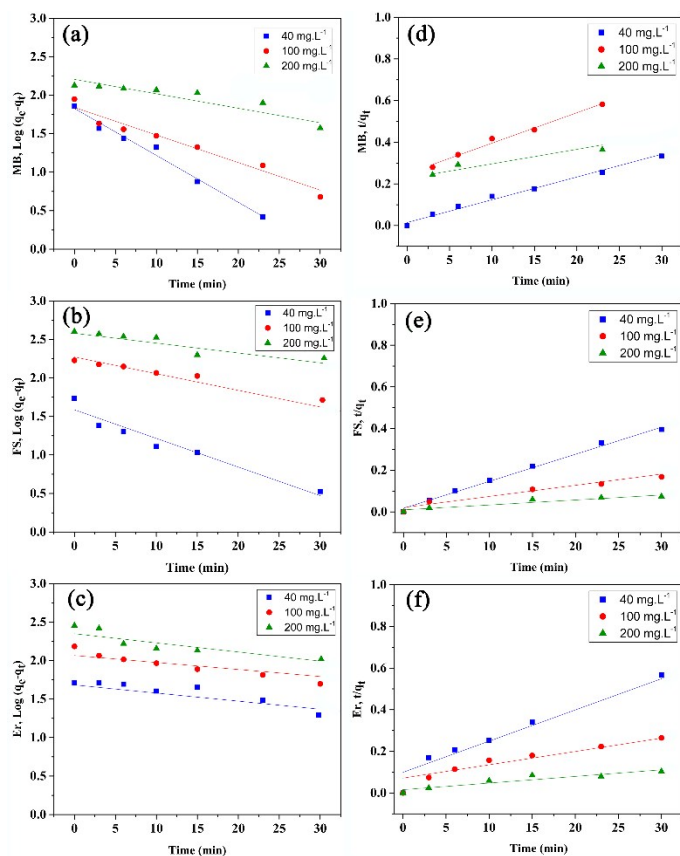 (a)
40 mg.L⁻¹
100 mg.L⁻¹
200 mg.L⁻¹
MB, Log (qₑ-qₜ)
3.0
2.5
2.0
1.5
1.0
0.5
0.0
0 5 10 15 20 25 30
Time (min)
(d)
40 mg.L⁻¹
100 mg.L⁻¹
200 mg.L⁻¹
MB, t/qₜ
1.0
0.8
0.6
0.4
0.2
0.0
0 5 10 15 20 25 30
Time (min)
(b)
40 mg.L⁻¹
100 mg.L⁻¹
200 mg.L⁻¹
FS, Log (qₑ-qₜ)
3.0
2.5
2.0
1.5
1.0
0.5
0.0
0 5 10 15 20 25 30
Time (min)
(e)
40 mg.L⁻¹
100 mg.L⁻¹
200 mg.L⁻¹
FS, t/qₜ
1.0
0.8
0.6
0.4
0.2
0.0
0 5 10 15 20 25 30
Time (min)
(c)
40 mg.L⁻¹
100 mg.L⁻¹
200 mg.L⁻¹
Er, Log (qₑ-qₜ)
3.0
2.5
2.0
1.5
1.0
0.5
0.0
0 5 10 15 20 25 30
Time (min)
(f)
40 mg.L⁻¹
100 mg.L⁻¹
200 mg.L⁻¹
Er, t/qₜ
1.0
0.8
0.6
0.4
0.2
0.0
0 5 10 15 20 25 30
Time (min)